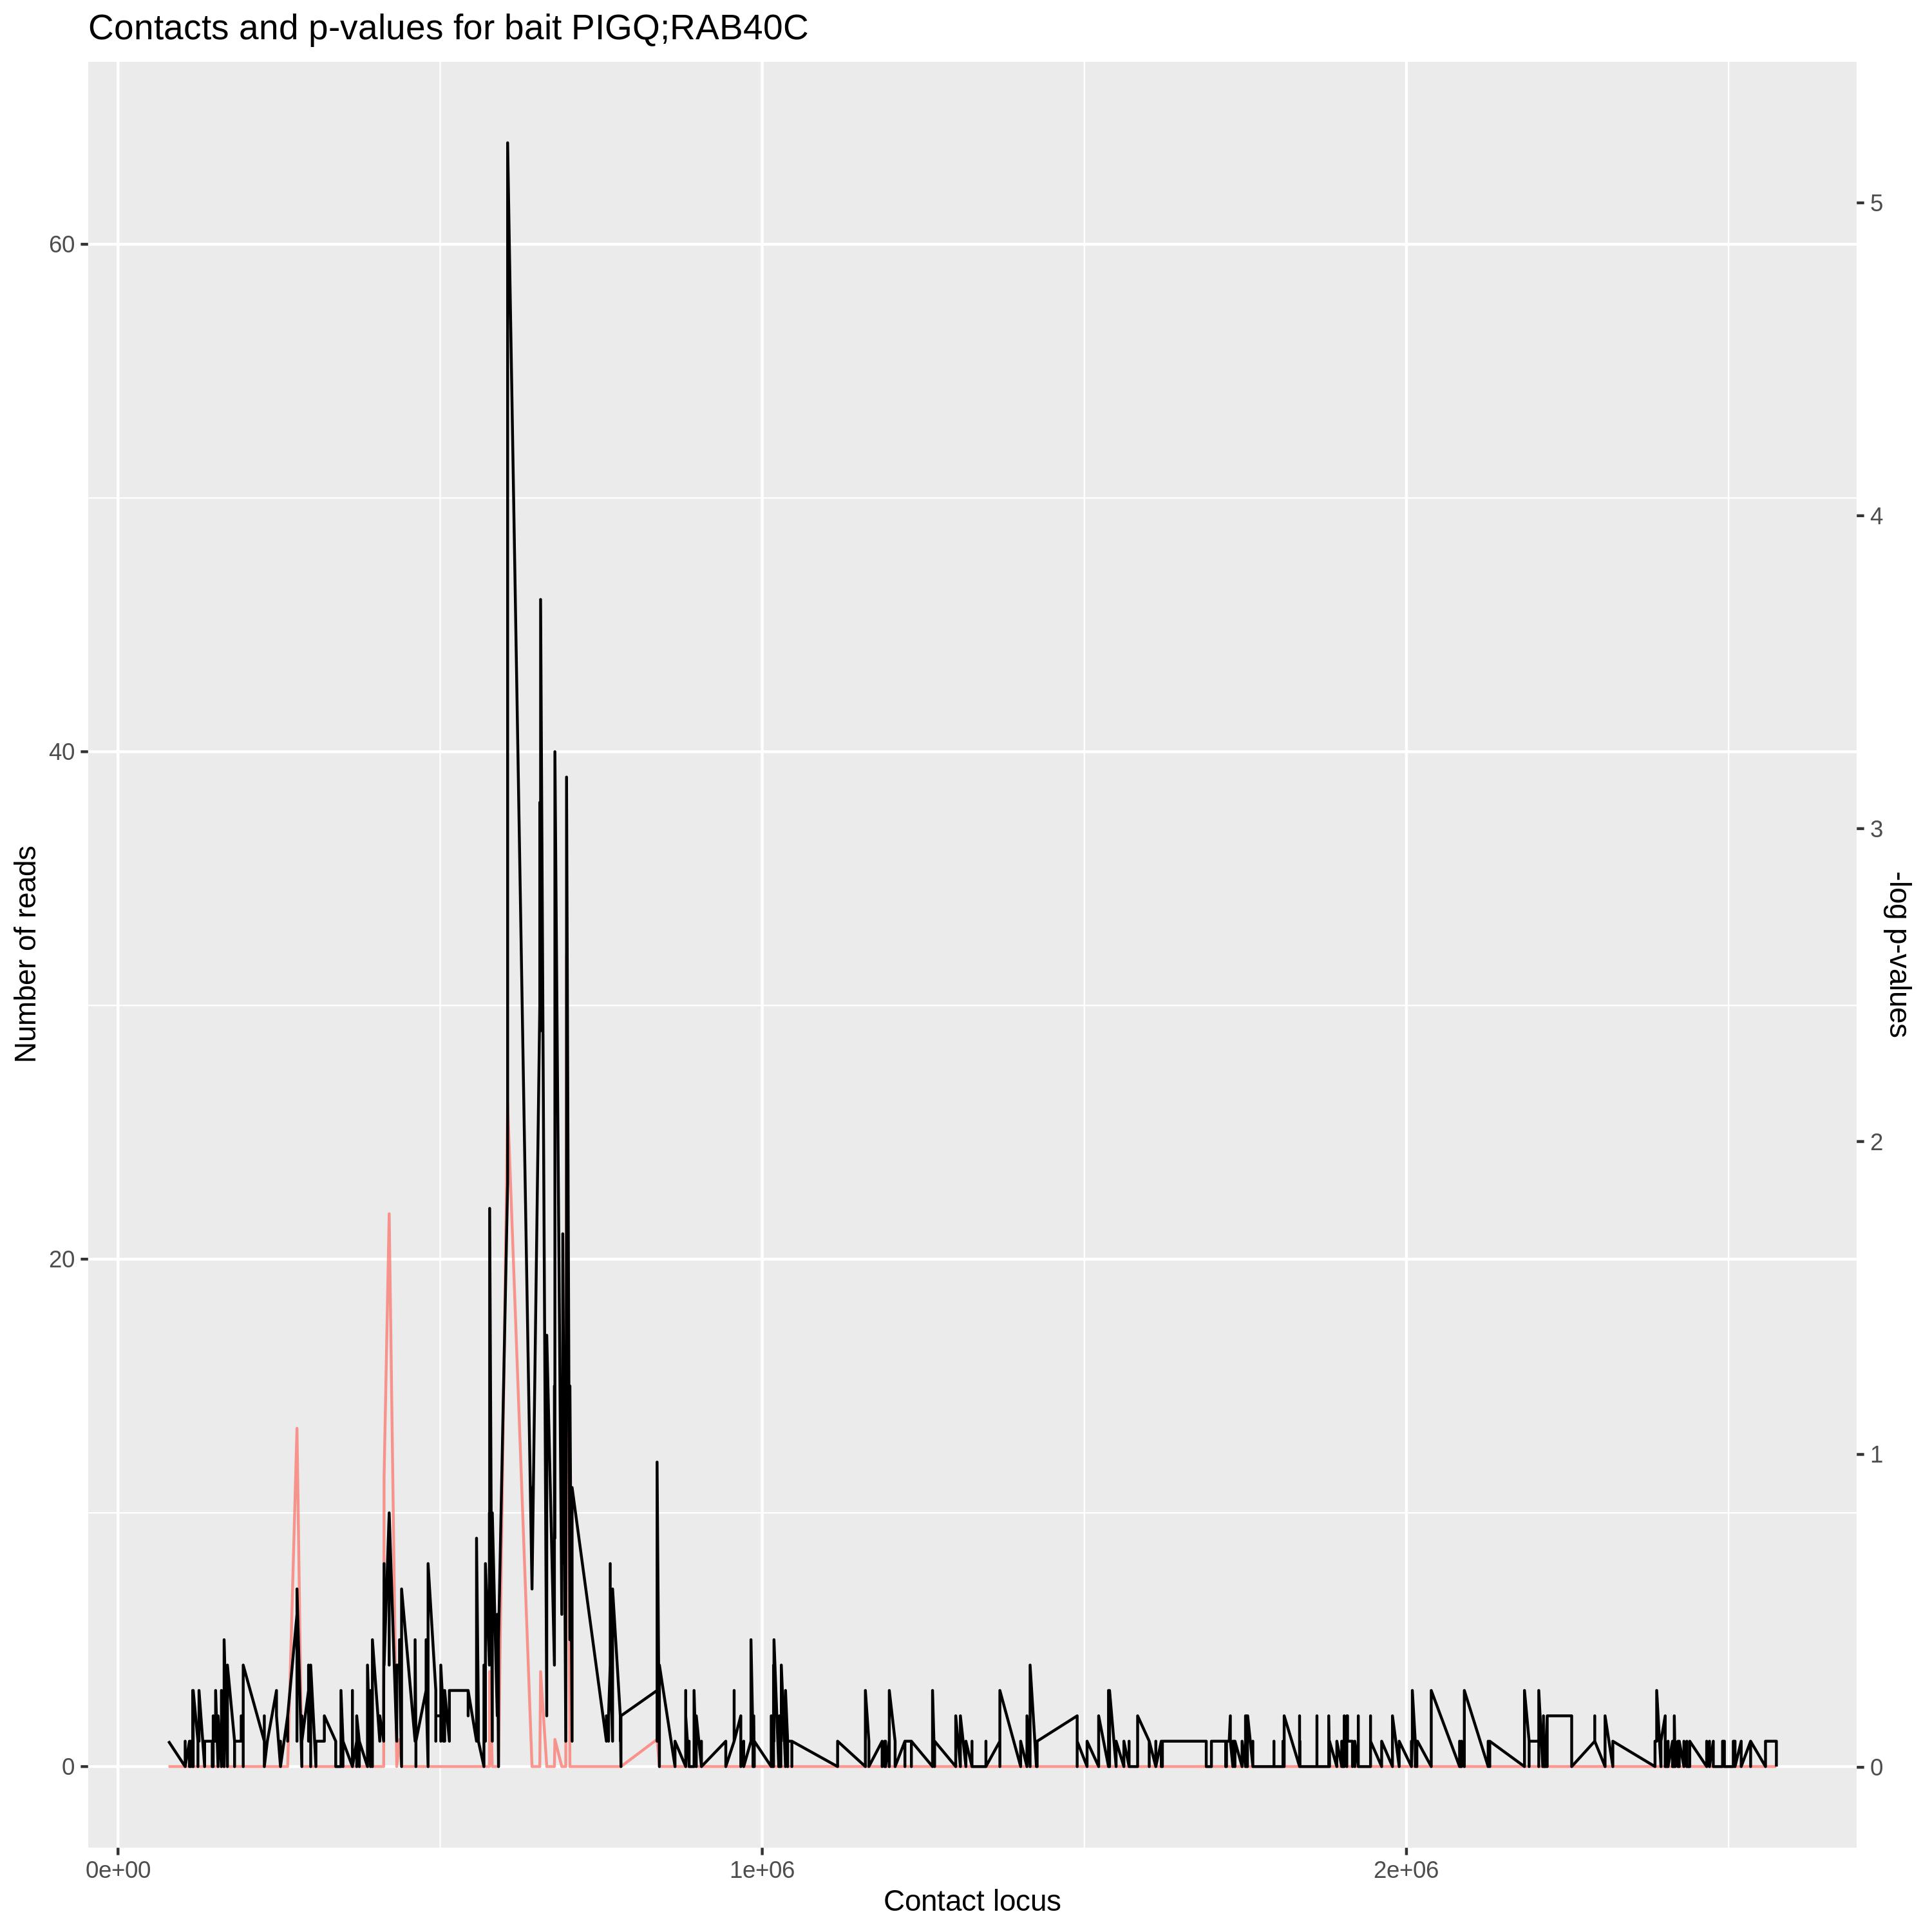 Contacts and p-values for bait PIGQ;RAB40C
Number of reads
60
40
20
0
5
4
3
2
1
0
-log p-values
0e+00
1e+06
2e+06
Contact locus